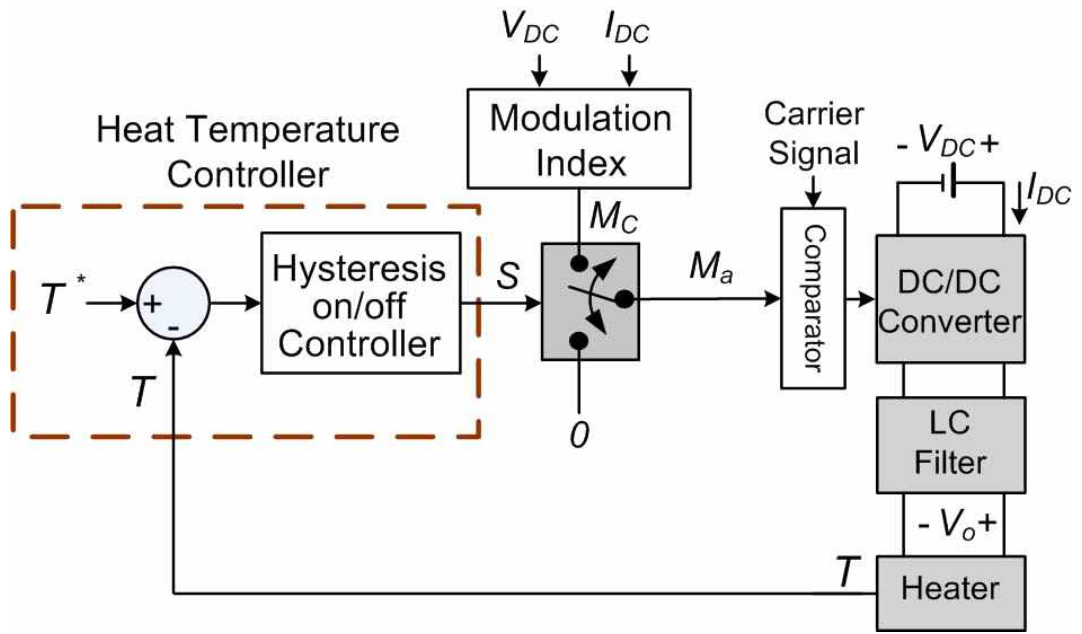 V_DC I_DC
Modulation
Index
Carrier
Signal
- V_DC +
I_DC
Heat Temperature
Controller
M_C
T*
+
-
Hysteresis
on/off
Controller
S
M_a
Comparator
DC/DC
Converter
T
0
LC
Filter
- V_o +
T
Heater